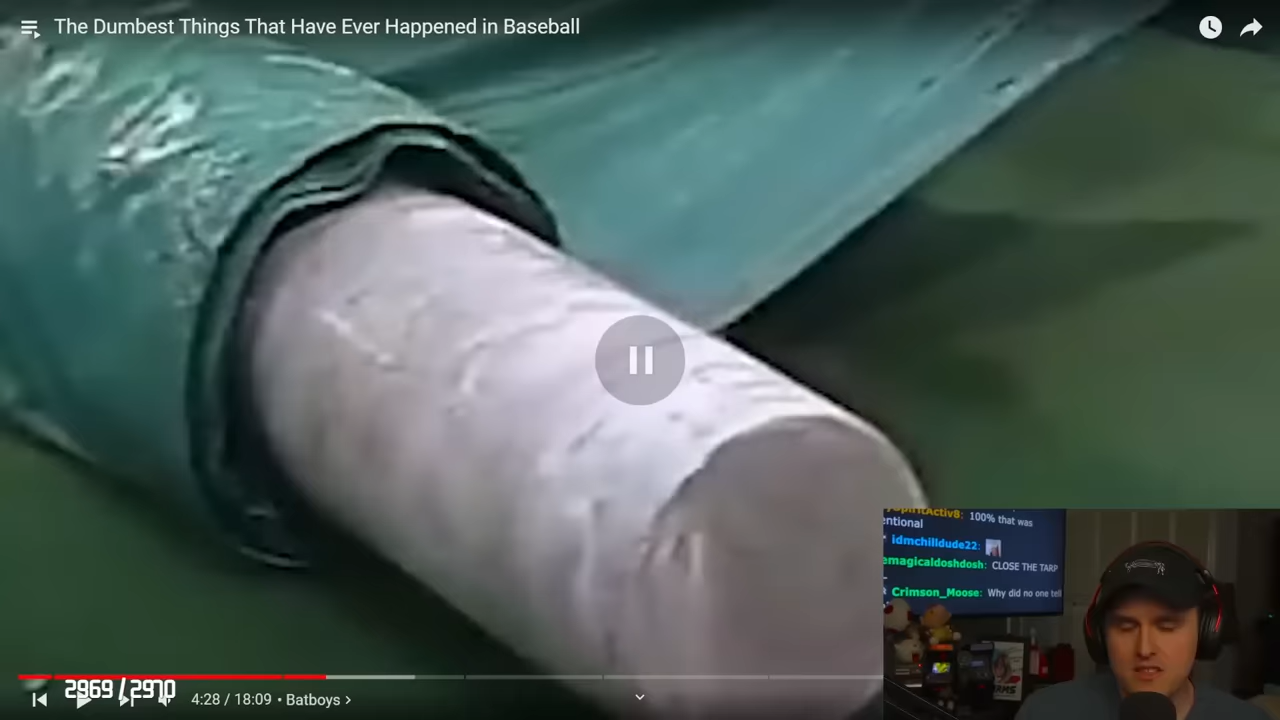 The Dumbest Things That Have Ever Happened in Baseball
SpiritActiv8: 100% that was
entional
idmchilldude22:
emagicaldoshdosh: CLOSE THE TARP
Crimson_Moose: Why did no one tell
2969 / 2970
4:28 / 18:09 • Batboys >